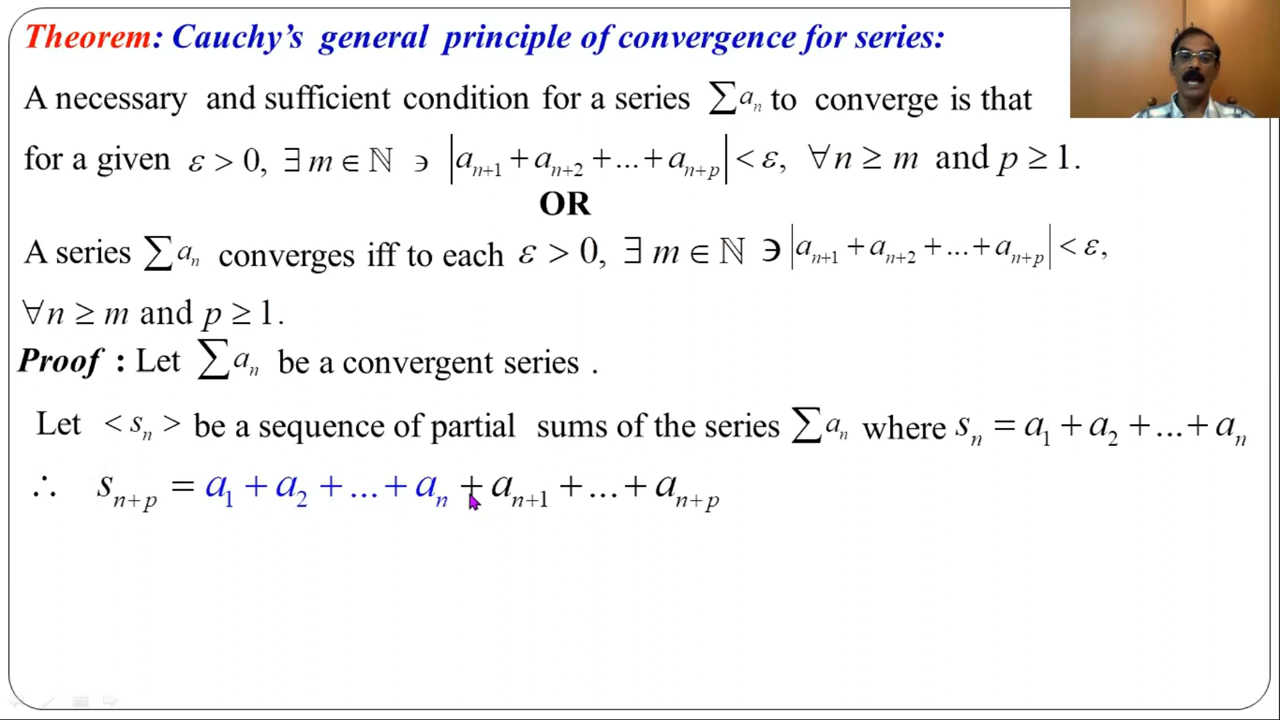 Theorem: Cauchy's general principle of convergence for series:
A necessary and sufficient condition for a series ∑aₙ to converge is that
for a given ε > 0, ∃ m ∈ ℕ ∍ |aₙ₊₁ + aₙ₊₂ + ... + aₙ₊ₚ| < ε, ∀n ≥ m and p ≥ 1.
OR
A series ∑aₙ converges iff to each ε > 0, ∃ m ∈ ℕ ∍ |aₙ₊₁ + aₙ₊₂ + ... + aₙ₊ₚ| < ε,
∀n ≥ m and p ≥ 1.
Proof : Let ∑aₙ be a convergent series .
Let < sₙ > be a sequence of partial sums of the series ∑aₙ where sₙ = a₁ + a₂ + ... + aₙ
∴ sₙ₊ₚ = a₁ + a₂ + ... + aₙ + aₙ₊₁ + ... + aₙ₊ₚ